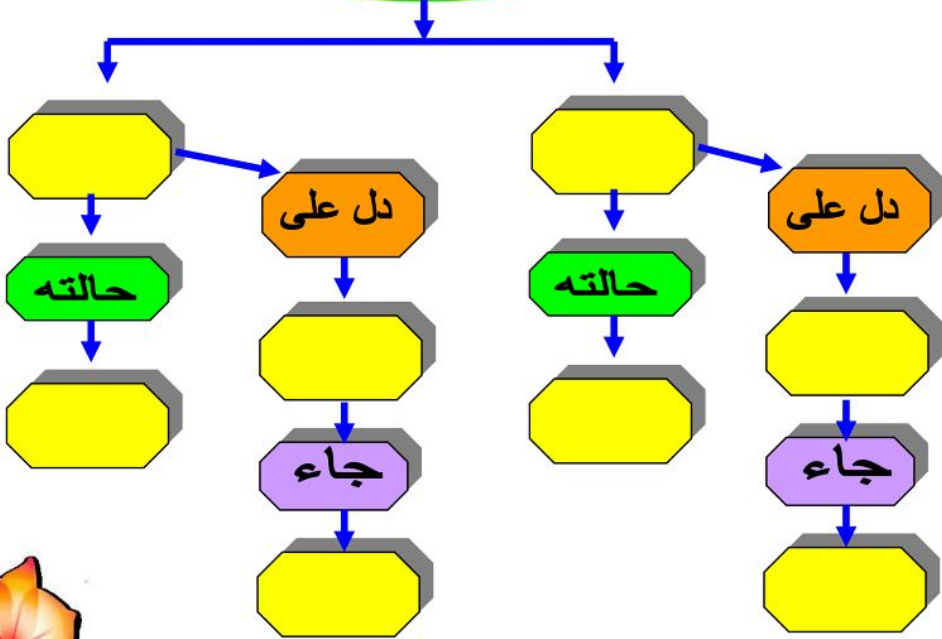 دل على
دل على
حالته
حالته
جاء
جاء